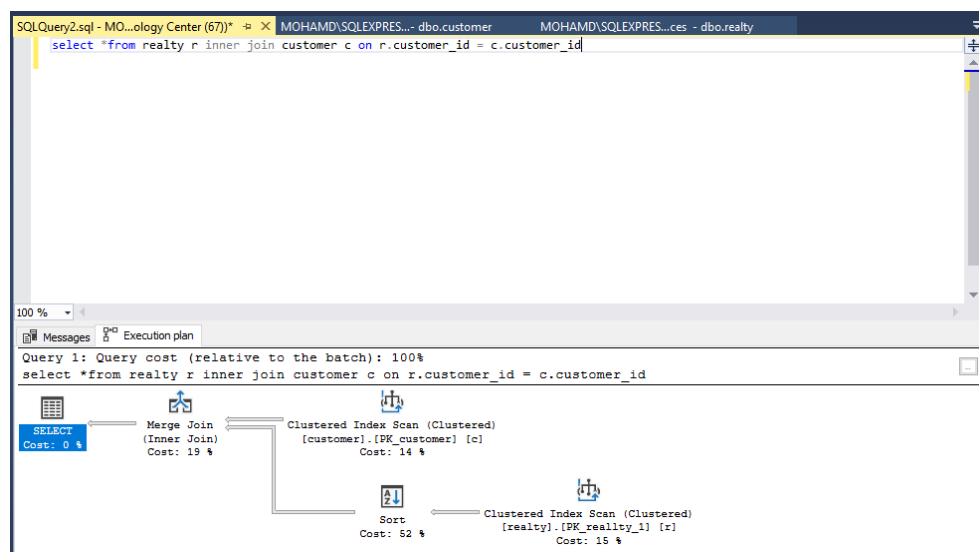 SQLQuery2.sql - MO...ology Center (67))* MOHAMD\SQLEXPRES...- dbo.customer MOHAMD\SQLEXPRES...ces - dbo.realty
select *from realty r inner join customer c on r.customer_id = c.customer_id
100 %
Messages Execution plan
Query 1: Query cost (relative to the batch): 100%
select *from realty r inner join customer c on r.customer_id = c.customer_id
...
SELECT
Cost: 0 %
Merge Join
(Inner Join)
Cost: 19 %
Clustered Index Scan (Clustered)
[customer].[PK_customer] [c]
Cost: 14 %
Sort
Cost: 52 %
Clustered Index Scan (Clustered)
[realty].[PK_reallty_1] [r]
Cost: 15 %